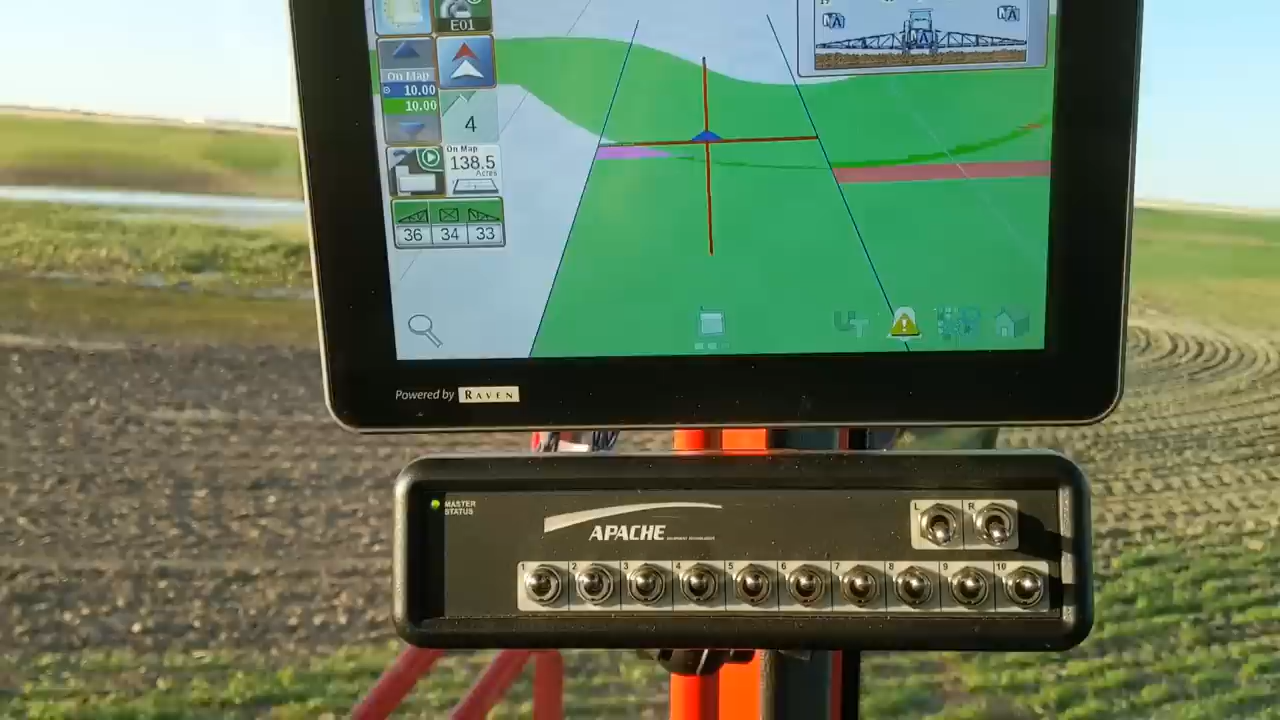 E01
A
A
A
On Map
10.00
10.00
4
On Map
138.5
Acres
36 34 33
Powered by RAVEN
MASTER
STATUS
APACHE
L R
1 2 3 4 5 6 7 8 9 10